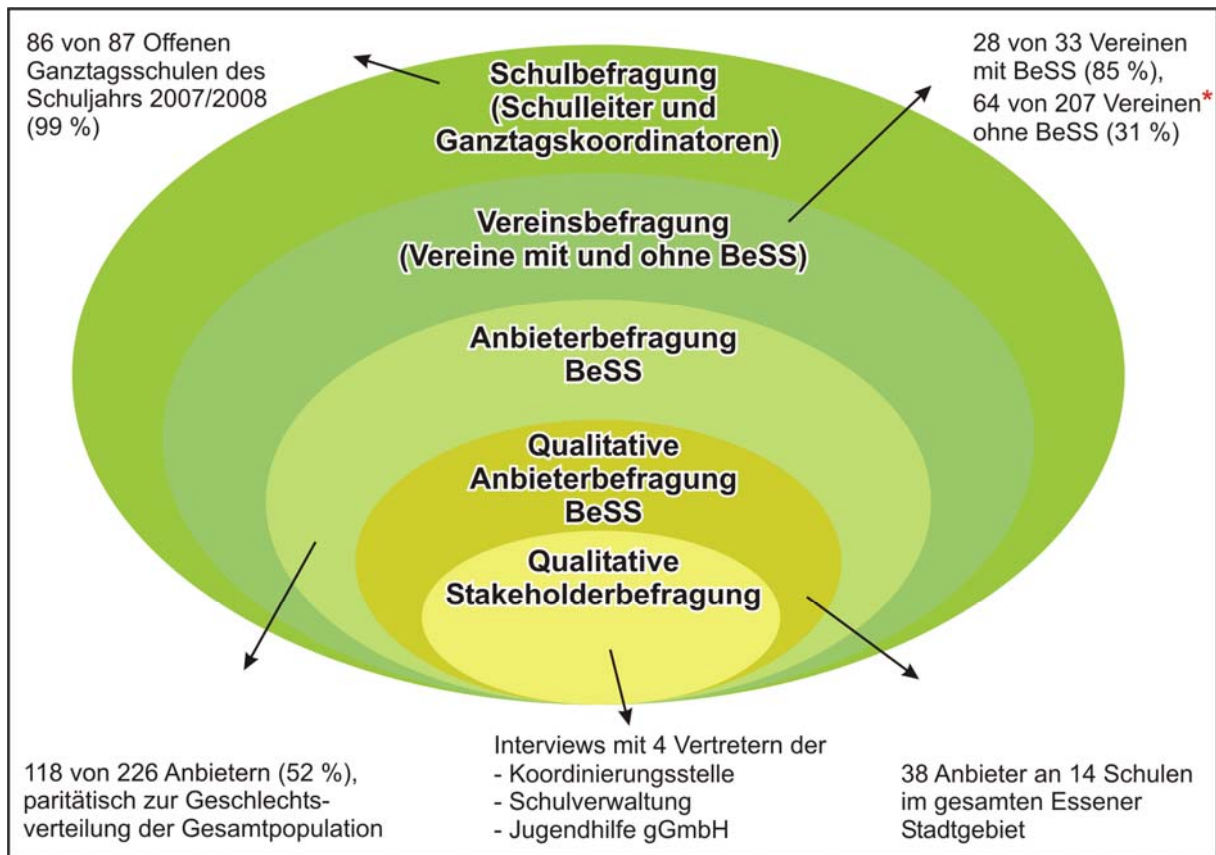 86 von 87 Offenen
Ganztagsschulen des
Schuljahrs 2007/2008
(99 %)
28 von 33 Vereinen
mit BeSS (85 %),
64 von 207 Vereinen*
ohne BeSS (31 %)
Schulbefragung
(Schulleiter und
Ganztagskoordinatoren)
Vereinsbefragung
(Vereine mit und ohne BeSS)
Anbieterbefragung
BeSS
Qualitative
Anbieterbefragung
BeSS
Qualitative
Stakeholderbefragung
118 von 226 Anbietern (52 %),
paritätisch zur Geschlechts-
verteilung der Gesamtpopulation
Interviews mit 4 Vertretern der
- Koordinierungsstelle
- Schulverwaltung
- Jugendhilfe gGmbH
38 Anbieter an 14 Schulen
im gesamten Essener
Stadtgebiet